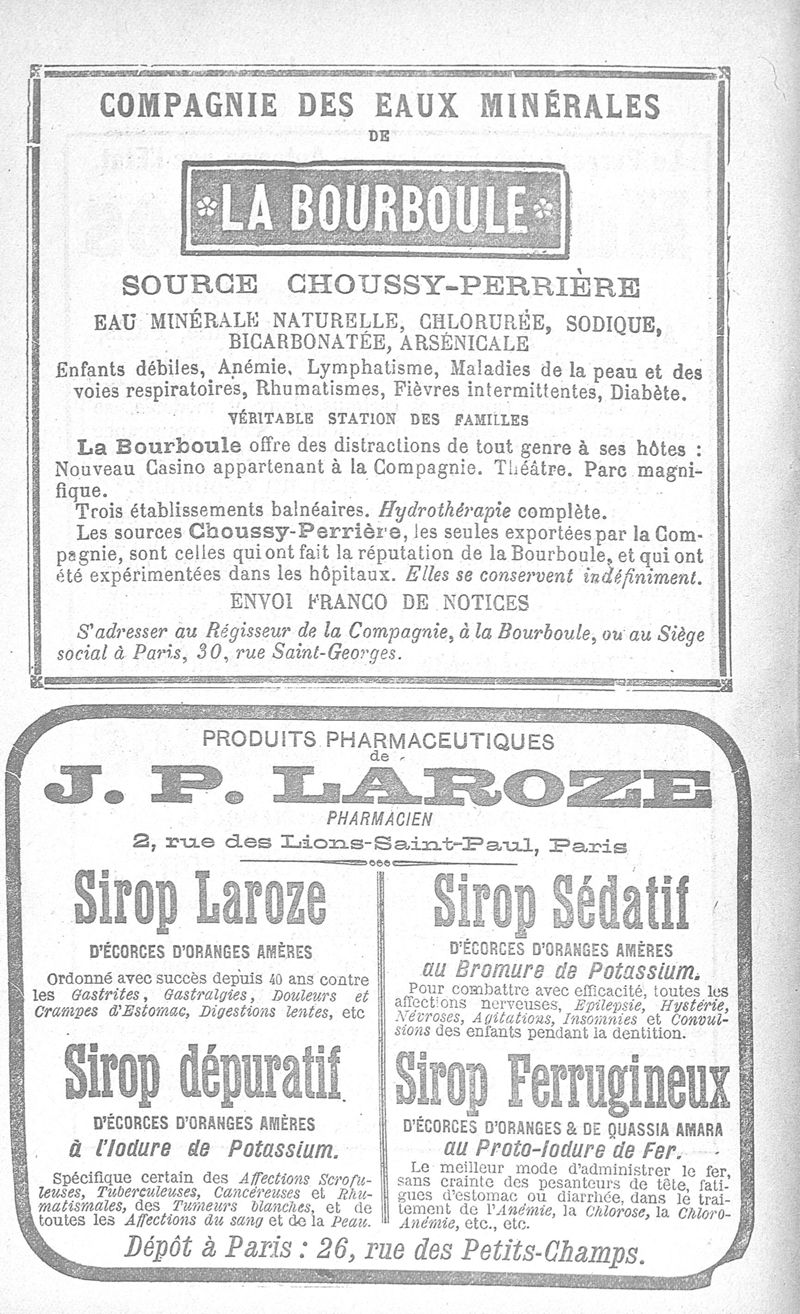 COMPAGNIE DES EAUX MINÉRALES
DE
LA BOURBOULE
SOURCE CHOUSSY-PERRIÈRE
EAU MINÉRALE NATURELLE, CHLORURÉE, SODIQUE,
BICARBONATÉE, ARSÉNICALE
Enfants débiles, Anémie, Lymphatisme, Maladies de la peau et des
voies respiratoires, Rhumatismes, Fièvres intermittentes, Diabète.
VÉRITABLE STATION DES FAMILLES
La Bourboule offre des distractions de tout genre à ses hôtes :
Nouveau Casino appartenant à la Compagnie. Théâtre. Parc magni-
fique.
Trois établissements balnéaires. Hydrothérapie complète.
Les sources Choussy-Perrière, les seules exportées par la Com-
pagnie, sont celles qui ont fait la réputation de la Bourboule, et qui ont
été expérimentées dans les hôpitaux. Elles se conservent indéfiniment.
ENVOI FRANCO DE NOTICES
S'adresser au Régisseur de la Compagnie, à la Bourboule, ou au Siège
social à Paris, 30, rue Saint-Georges.
PRODUITS PHARMACEUTIQUES
de
J. P. LAROZE
PHARMACIEN
2, rue des Lions-Saint-Paul, Paris
Sirop Laroze
D'ÉCORCES D'ORANGES AMÈRES
Ordonné avec succès depuis 40 ans contre
les Gastrites, Gastralgies, Douleurs et
Crampes d'Estomac, Digestions lentes, etc
Sirop Sédatif
D'ÉCORCES D'ORANGES AMÈRES
au Bromure de Potassium.
Pour combattre avec efficacité, toutes les
affections nerveuses, Epilepsie, Hystérie,
Névroses, Agitations, Insomnies et Convul-
sions des enfants pendant la dentition.
Sirop dépuratif
D'ÉCORCES D'ORANGES AMÈRES
à l'Iodure de Potassium.
Spécifique certain des Affections Scrofu-
leuses, Tuberculeuses, Cancéreuses et Rhu-
matismales, des Tumeurs blanches, et de
toutes les Affections du sang et de la Peau.
Sirop Ferrugineux
D'ÉCORCES D'ORANGES & DE QUASSIA AMARA
au Proto-Iodure de Fer.
Le meilleur mode d'administrer le fer,
sans crainte des pesanteurs de tête, fati-
gues d'estomac ou diarrhée, dans le trai-
tement de l'Anémie, la Chlorose, la Chloro-
Anémie, etc., etc.
Dépôt à Paris : 26, rue des Petits-Champs.